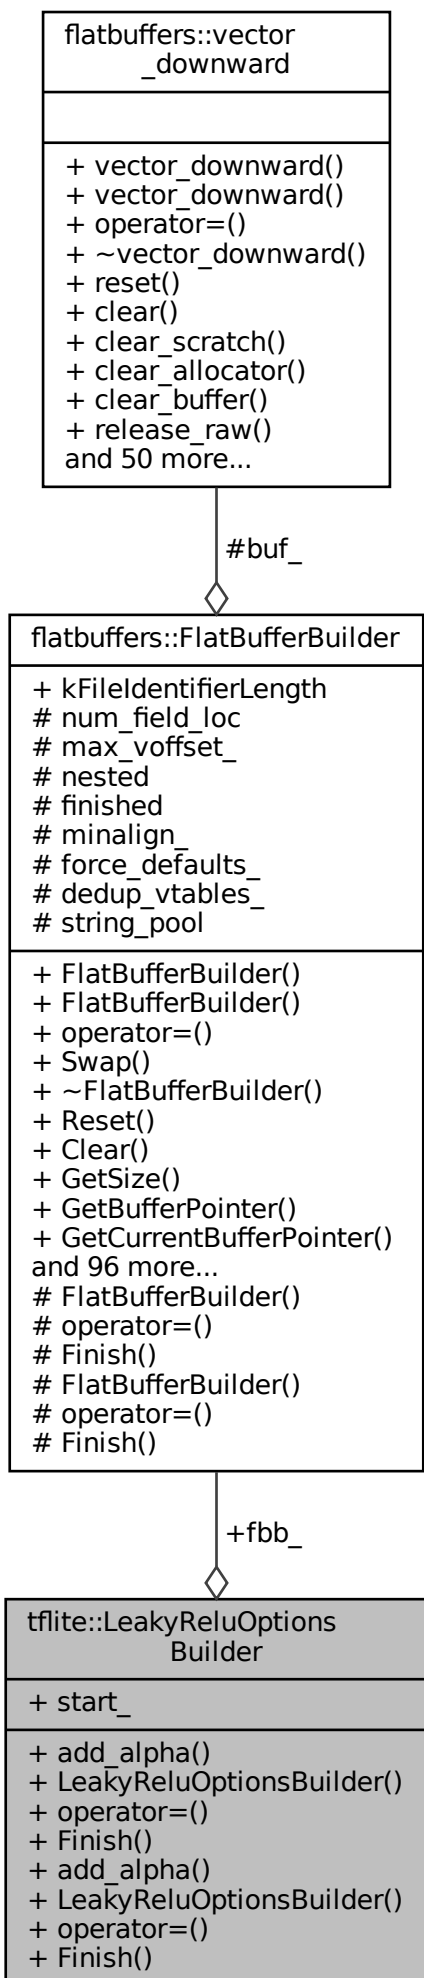 flatbuffers::vector
_downward
+ vector_downward()
+ vector_downward()
+ operator=()
+ ~vector_downward()
+ reset()
+ clear()
+ clear_scratch()
+ clear_allocator()
+ clear_buffer()
+ release_raw()
and 50 more...
#buf_
flatbuffers::FlatBufferBuilder
+ kFileIdentifierLength
# num_field_loc
# max_voffset_
# nested
# finished
# minalign_
# force_defaults_
# dedup_vtables_
# string_pool
+ FlatBufferBuilder()
+ FlatBufferBuilder()
+ operator=()
+ Swap()
+ ~FlatBufferBuilder()
+ Reset()
+ Clear()
+ GetSize()
+ GetBufferPointer()
+ GetCurrentBufferPointer()
and 96 more...
# FlatBufferBuilder()
# operator=()
# Finish()
# FlatBufferBuilder()
# operator=()
# Finish()
+fbb_
tflite::LeakyReluOptions
Builder
+ start_
+ add_alpha()
+ LeakyReluOptionsBuilder()
+ operator=()
+ Finish()
+ add_alpha()
+ LeakyReluOptionsBuilder()
+ operator=()
+ Finish()